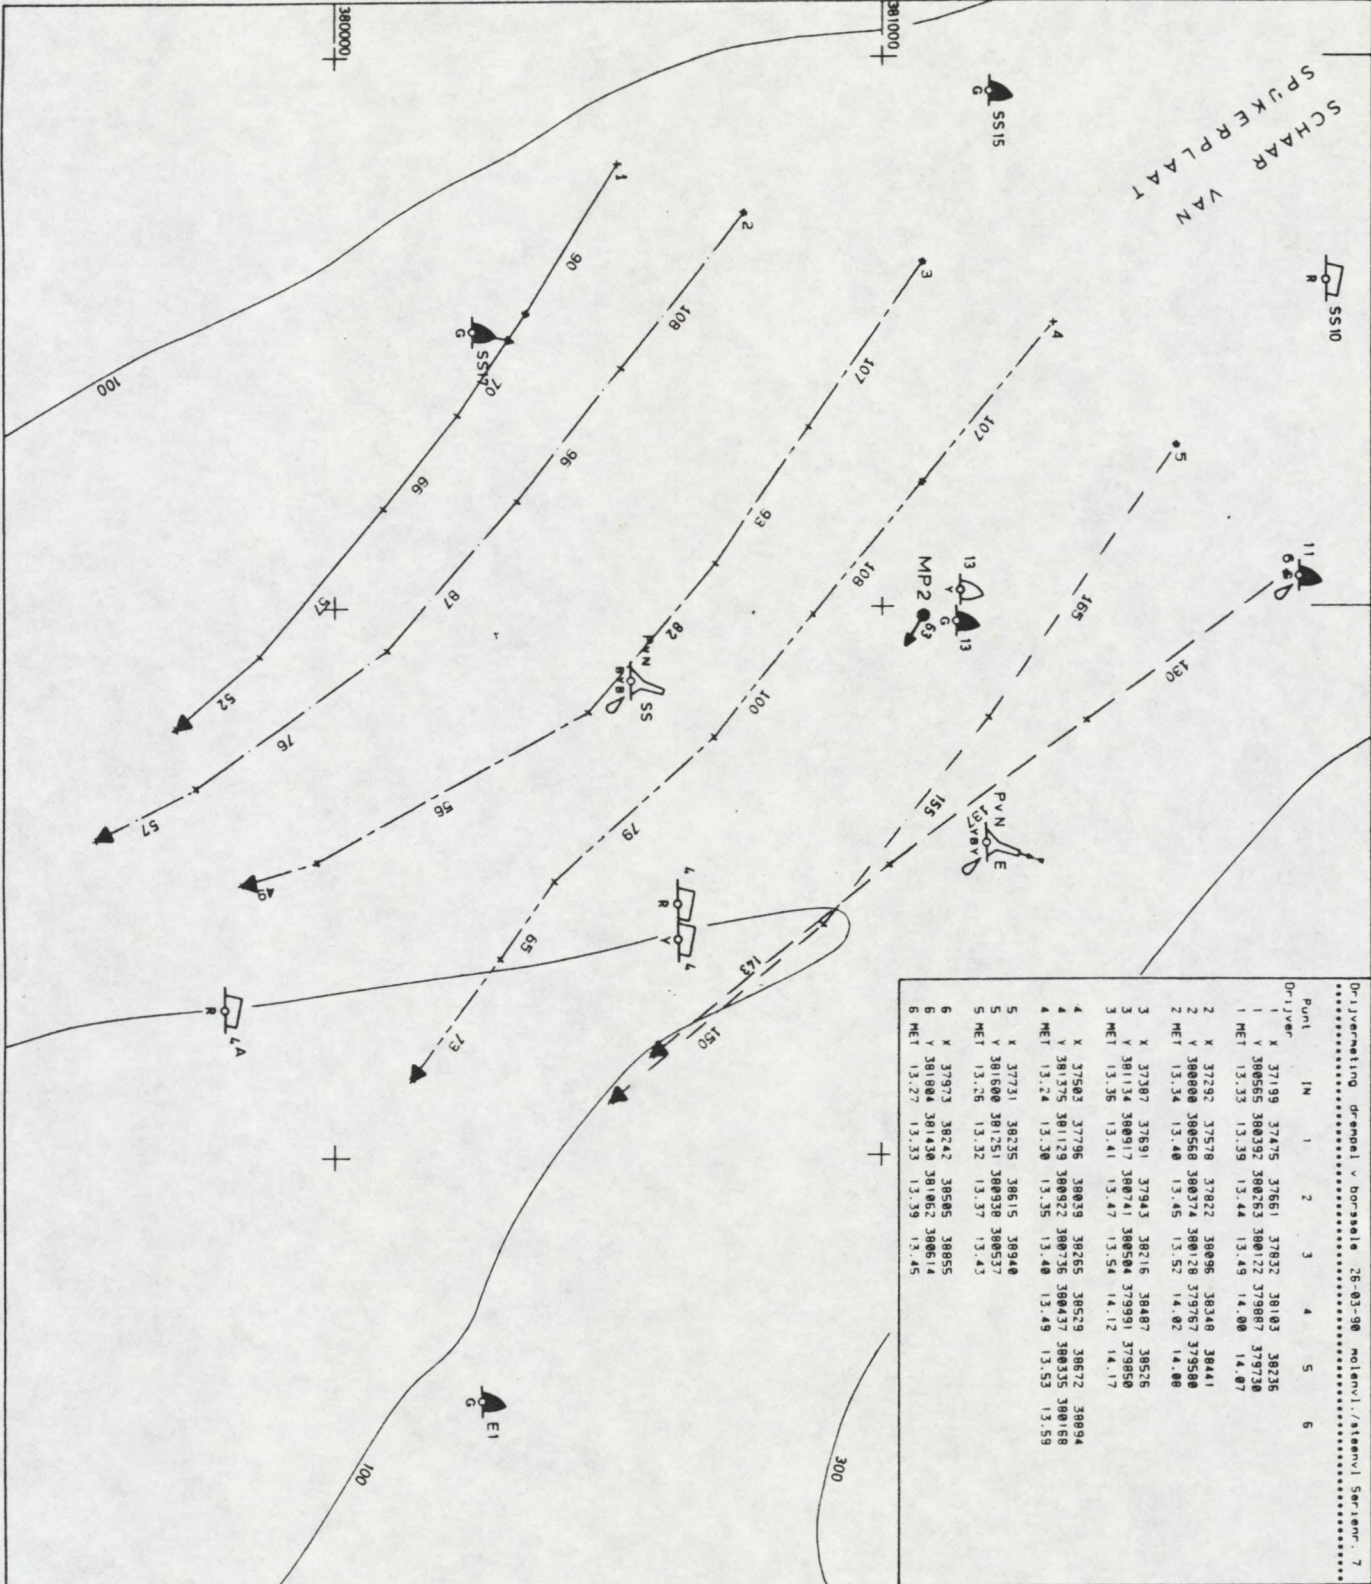 Drijvermeting drempel v borssele 26-03-90 molenvl./steenvl Serienr. 7
Punt IN 1 2 3 4 5 6
Drijver
1 X 37199 37475 37661 37832 38103 38236
1 Y 380565 380392 380263 380122 379887 379730
1 MET 13.33 13.39 13.44 13.49 14.00 14.07
2 X 37292 37578 37822 38096 38348 38441
2 Y 380800 380568 380374 380128 379767 379580
2 MET 13.34 13.40 13.45 13.52 14.02 14.08
3 X 37387 37691 37943 38216 38487 38526
3 Y 381134 380917 380741 380504 379991 379850
3 MET 13.36 13.41 13.47 13.54 14.12 14.17
4 X 37503 37796 38039 38265 38529 38672 38894
4 Y 381375 381129 380922 380736 380437 380335 380168
4 MET 13.24 13.30 13.35 13.40 13.49 13.53 13.59
5 X 37731 38235 38615 38940
5 Y 381600 381251 380938 380537
5 MET 13.26 13.32 13.37 13.43
6 X 37973 38242 38505 38855
6 Y 381804 381430 381062 380614
6 MET 13.27 13.33 13.39 13.45
SCHAAR VAN
SPIJKERPLAAT
380000
381000
SS15
G
SS10
R
SS17
G
11
6 G
13
Y
13
G
MP2
63
PvN
SS
BYB
PvN
E
137
YBY
4
R
4
Y
4A
R
E1
G
1
90
70
66
57
52
2
108
96
87
76
57
3
107
93
82
56
49
4
107
108
100
79
65
73
5
165
155
143
130
150
100
100
300